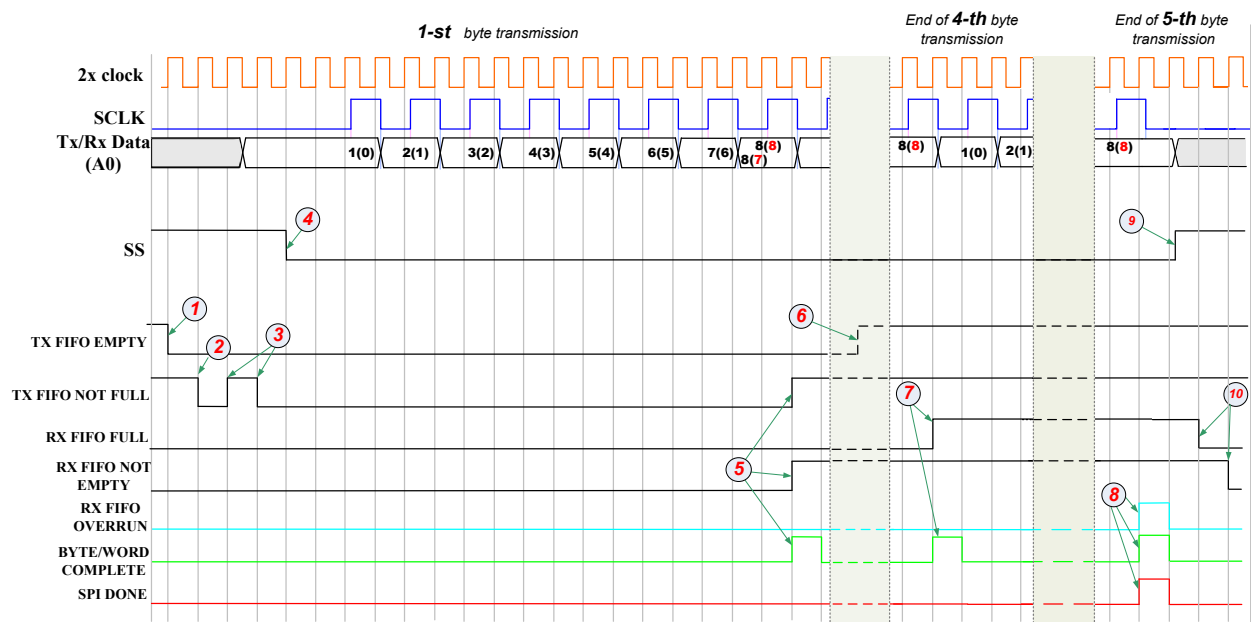 1-st byte transmission
End of 4-th byte
transmission
End of 5-th byte
transmission
2x clock
SCLK
Tx/Rx Data
(A0)
1(0)
2(1)
3(2)
4(3)
5(4)
6(5)
7(6)
8(8)
8(7)
8(8)
1(0)
2(1)
8(8)
4
9
SS
1
6
2
3
TX FIFO EMPTY
7
10
TX FIFO NOT FULL
RX FIFO FULL
5
RX FIFO NOT
EMPTY
8
RX FIFO
OVERRUN
BYTE/WORD
COMPLETE
SPI DONE